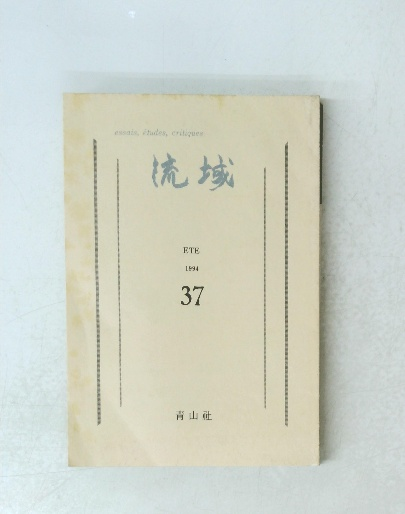 essais, études, critiques
流域
ETE
1994
37
青山社